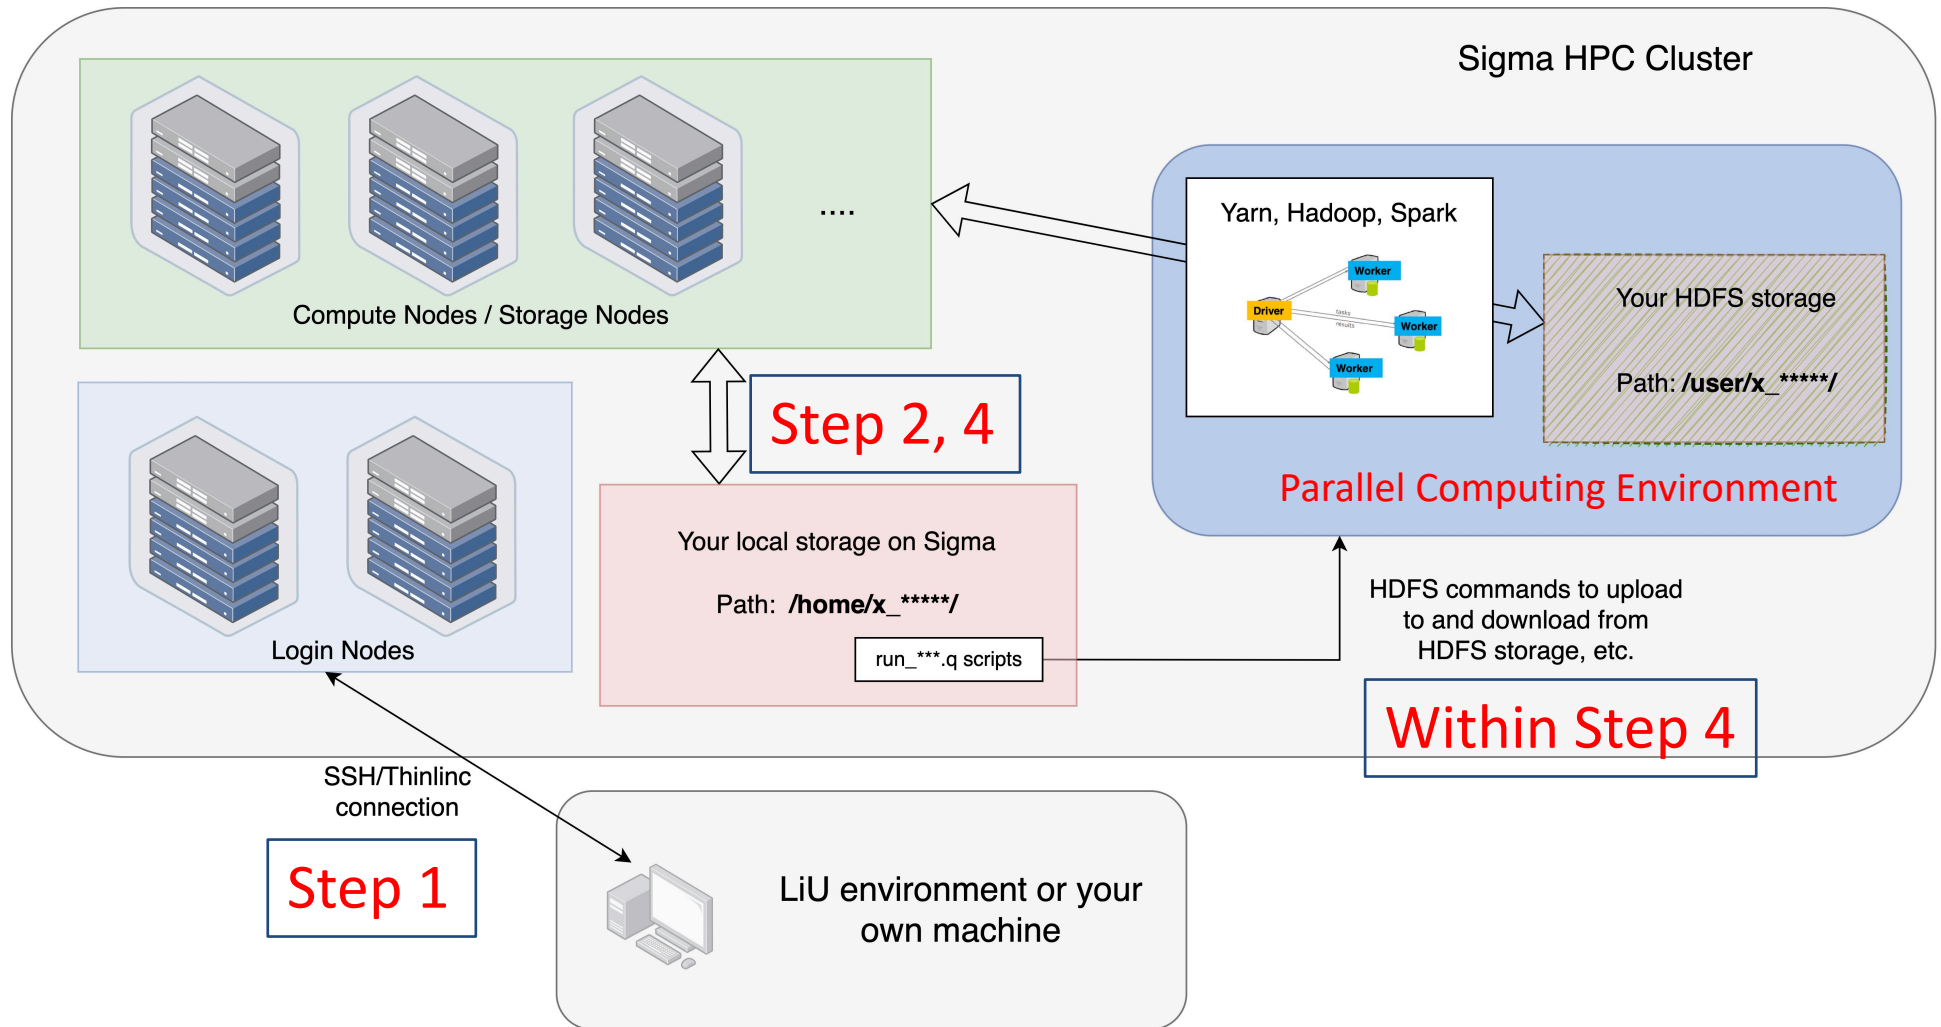 Sigma HPC Cluster
....
Compute Nodes / Storage Nodes
Yarn, Hadoop, Spark
Worker
Driver
tasks
results
Worker
Worker
Your HDFS storage
Path: /user/x_*****/
Parallel Computing Environment
Step 2, 4
Login Nodes
Your local storage on Sigma
Path: /home/x_*****/
run_***.q scripts
HDFS commands to upload
to and download from
HDFS storage, etc.
Within Step 4
SSH/Thinlinc
connection
Step 1
LiU environment or your
own machine